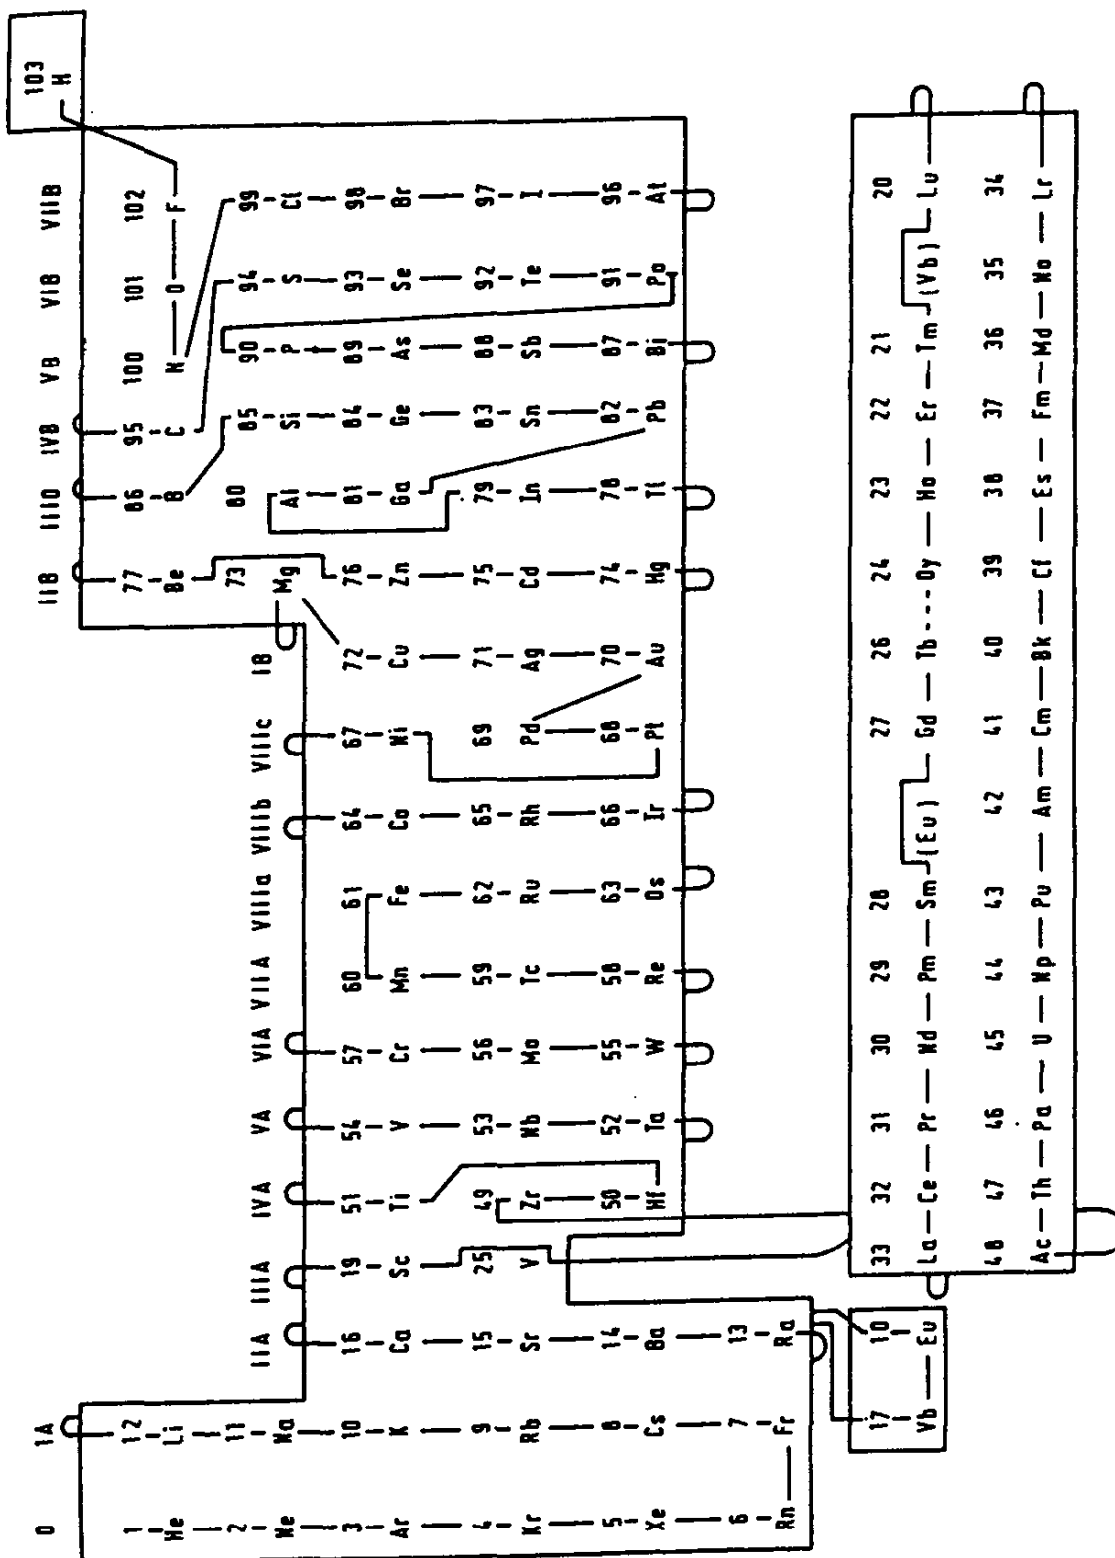 103
H
0 IA IIB IIIB IVB VB VIB VIIB
1 12 77 86 95 100 101 102
He Li Be B C N O F
2 11 73 80 85 90 94 99
IIA IIIA IVA VA VIA VIIA VIIIa VIIIb VIIIc IB
Ne Na Mg Al Si P S Cl
3 10 16 19 51 54 57 60 61 64 67 72 76 81 84 89 93 98
Ar K Ca Sc Ti V Cr Mn Fe Co Ni Cu Zn Ga Ge As Se Br
4 9 15 25 49 53 56 59 62 65 69 71 75 79 83 88 92 97
Kr Rb Sr Y Zr Nb Mo Tc Ru Rh Pd Ag Cd In Sn Sb Te I
5 8 14 50 52 55 58 63 66 68 70 74 78 82 87 91 96
Xe Cs Ba Hf Ta W Re Os Ir Pt Au Hg Tl Pb Bi Po At
6 7 13
Rn Fr Ra
17 18
Yb Eu
33 32 31 30 29 28 27 26 24 23 22 21 20
La Ce Pr Nd Pm Sm (Eu) Gd Tb Dy Ho Er Tm (Yb) Lu
48 47 46 45 44 43 42 41 40 39 38 37 36 35 34
Ac Th Pa U Np Pu Am Cm Bk Cf Es Fm Md No Lr